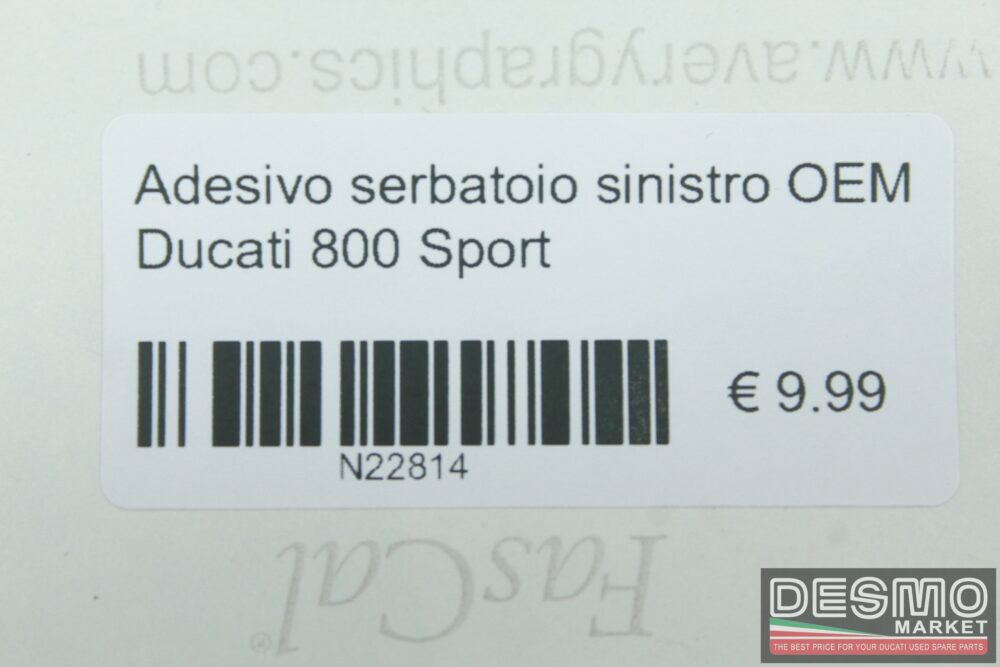 www.averygraphics.com
Adesivo serbatoio sinistro OEM
Ducati 800 Sport
€ 9.99
N22814
FasCal®
DESMO
MARKET
THE BEST PRICE FOR YOUR DUCATI USED SPARE PARTS